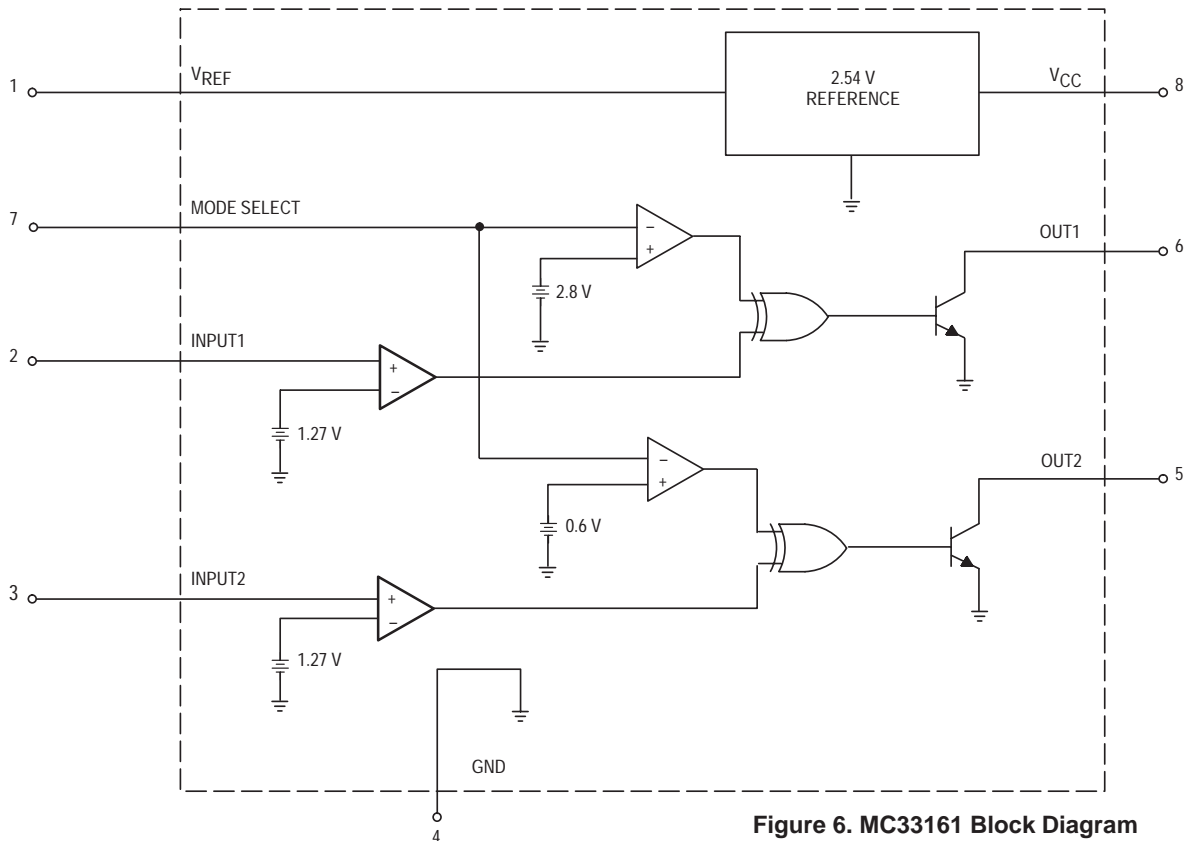 1
VREF
2.54 V
REFERENCE
VCC
8
7
MODE SELECT
−
+
2.8 V
OUT1
6
2
INPUT1
+
−
1.27 V
−
+
0.6 V
OUT2
5
3
INPUT2
+
−
1.27 V
GND
4
Figure 6. MC33161 Block Diagram